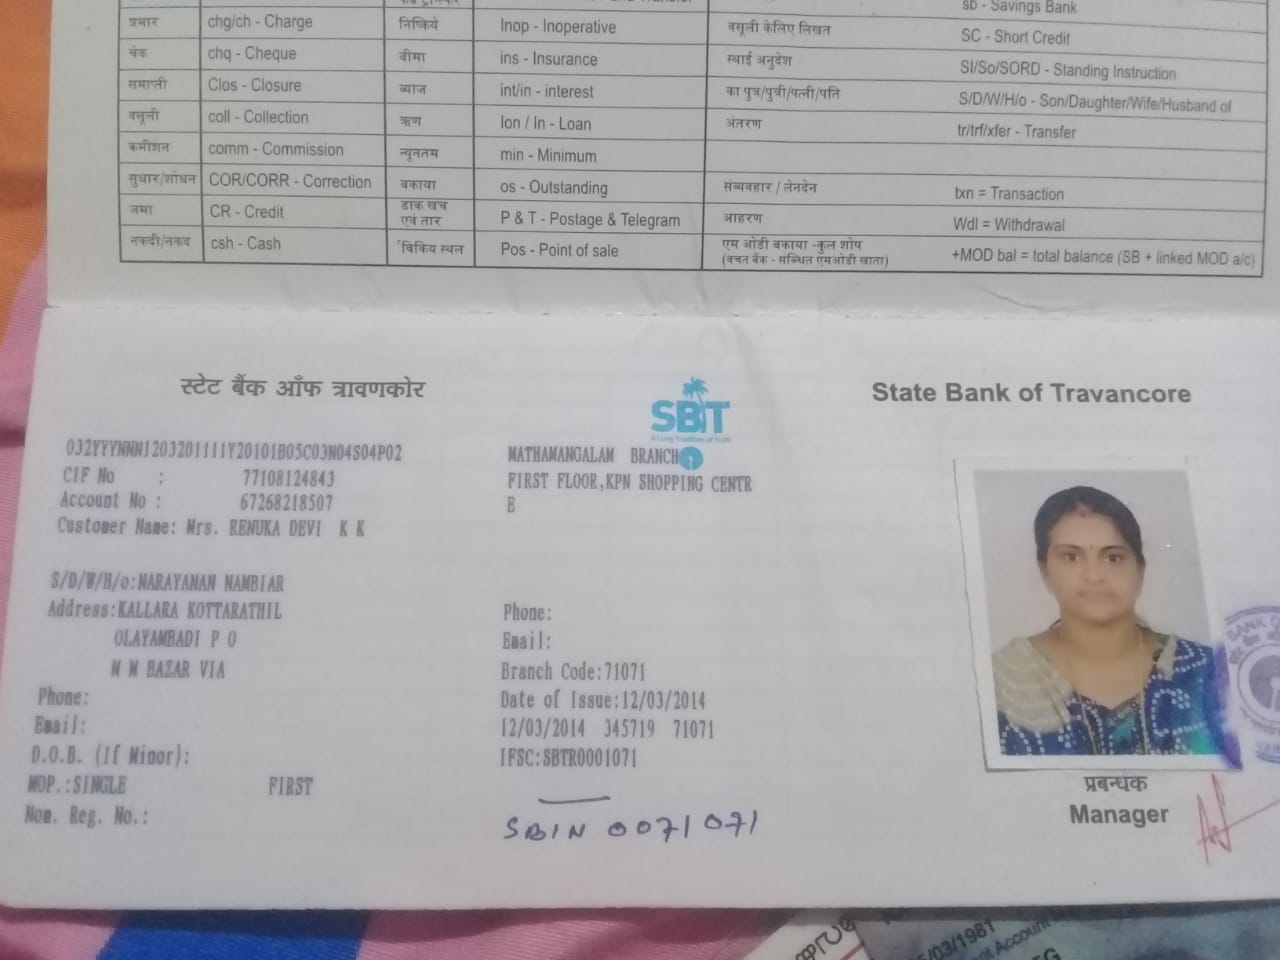 sb - Savings Bank
प्रभार chg/ch - Charge निष्क्रिये Inop - Inoperative वसूली केलिए लिखत SC - Short Credit
चेक chq - Cheque बीमा ins - Insurance स्थाई अनुदेश SI/So/SORD - Standing Instruction
समाप्ती Clos - Closure ब्याज int/in - interest का पुत्र/पुत्री/पत्नी/पति S/D/W/H/o - Son/Daughter/Wife/Husband of
वसूली coll - Collection ऋण lon / ln - Loan अंतरण tr/trf/xfer - Transfer
कमीशन comm - Commission न्यूनतम min - Minimum
सुधार/शोधन COR/CORR - Correction बकाया os - Outstanding संव्यवहार / लेनदेन txn = Transaction
जमा CR - Credit डाक खच एवं तार P & T - Postage & Telegram आहरण Wdl = Withdrawal
नकदी/नकद csh - Cash विकिय स्थल Pos - Point of sale एम ओडी बकाया -कुल शेष +MOD bal = total balance (SB + linked MOD a/c)
स्टेट बैंक ऑफ त्रावणकोर SBT State Bank of Travancore
A Long Tradition of Trust
032YYYNNN1203201111Y20101B05C03N04S04P02 MATHAMANGALAM BRANCH
CIF No : 77108124843 FIRST FLOOR,KPN SHOPPING CENTR
Account No : 67268218507 E
Customer Name: Mrs. RENUKA DEVI K K
S/D/W/H/o:NARAYANAN NAMBIAR
Address:KALLARA KOTTARATHIL Phone:
OLAYAMBADI P O Email:
M M BAZAR VIA Branch Code:71071
Phone: Date of Issue:12/03/2014
Email: 12/03/2014 345719 71071
D.O.B. (If Minor): IFSC:SBTR0001071
MOP.:SINGLE FIRST
Nom. Reg. No.: SBIN 0071071
प्रबन्धक
Manager
/03/1981